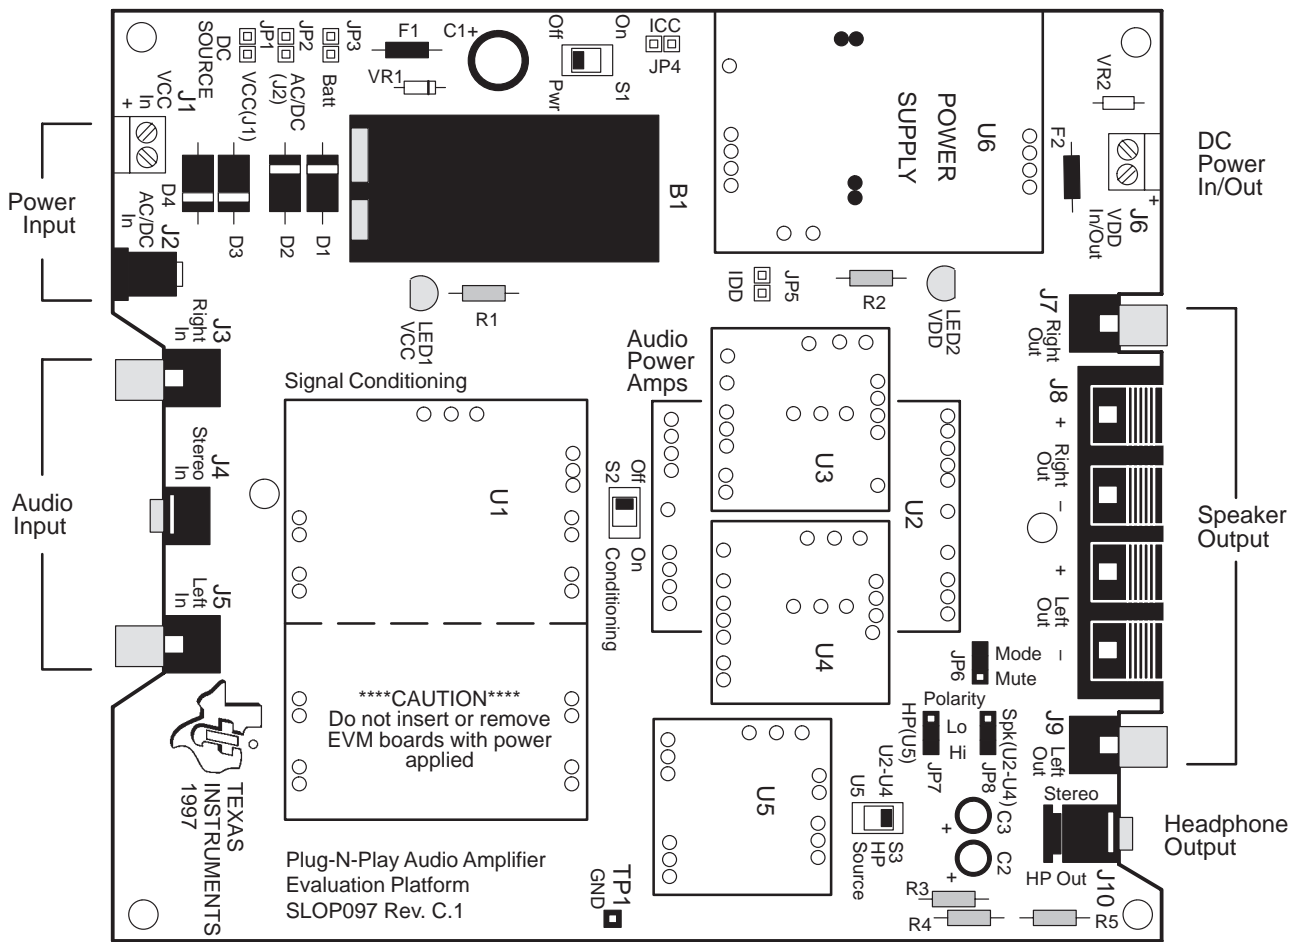 JP3
JP2
JP1
DC
SOURCE
Batt
AC/DC
(J2)
VCC(J1)
F1
VR1
C1+
Off
On
Pwr
S1
ICC
JP4
U6
POWER
SUPPLY
VR2
F2
J1
VCC
In
+
D4
D3
D2
D1
B1
J2
AC/DC
In
Power
Input
DC
Power
In/Out
J6
VDD
In/Out
+
JP5
IDD
R2
LED2
VDD
R1
LED1
VCC
J3
Right
In
J7
Right
Out
Audio
Power
Amps
Signal Conditioning
U1
U3
U2
U4
S2
Off
On
Conditioning
J4
Stereo
In
Audio
Input
J5
Left
In
J8
+
Right
Out
−
+
Left
Out
−
Speaker
Output
JP6
Mode
Mute
Polarity
HP(U5)
Lo
Hi
JP7
Spk(U2-U4)
JP8
J9
Left
Out
****CAUTION****
Do not insert or remove
EVM boards with power
applied
TEXAS
INSTRUMENTS
1997
U5
U2-U4
U5
S3
HP
Source
+
C3
C2
+
Stereo
HP Out
J10
Headphone
Output
R3
R4
R5
Plug-N-Play Audio Amplifier
Evaluation Platform
SLOP097 Rev. C.1
TP1
GND